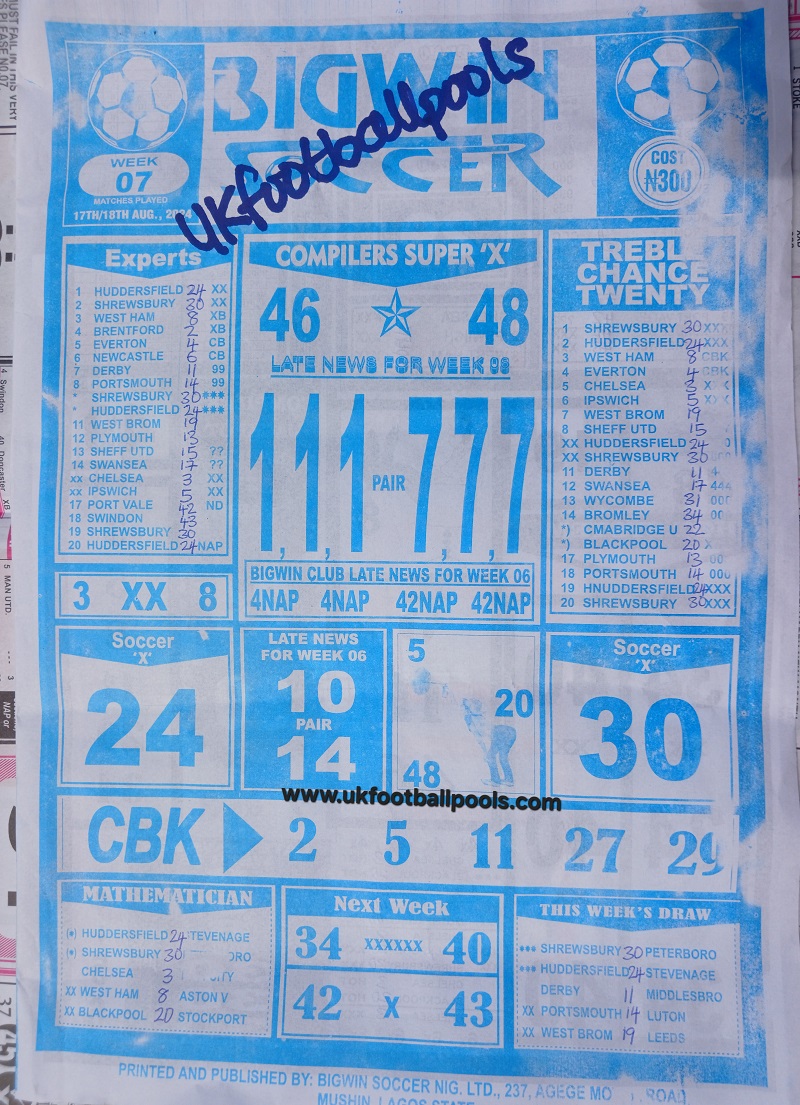 BIGWIN
SOCCER
ukfootballpools
WEEK
07
MATCHES PLAYED
17TH/18TH AUG., 2024
COST
₦300
Experts
1 HUDDERSFIELD 24 XX
2 SHREWSBURY 30 XX
3 WEST HAM 8 XB
4 BRENTFORD 2 XB
5 EVERTON 4 CB
6 NEWCASTLE 6 CB
7 DERBY 11 99
8 PORTSMOUTH 14 99
* SHREWSBURY 30 ***
* HUDDERSFIELD 24 ***
11 WEST BROM 19
12 PLYMOUTH 13
13 SHEFF UTD 15 ??
14 SWANSEA 17 ??
xx CHELSEA 3 XX
xx IPSWICH 5 XX
17 PORT VALE 42 ND
18 SWINDON 43
19 SHREWSBURY 30
20 HUDDERSFIELD 24 NAP
3 XX 8
COMPILERS SUPER 'X'
46 48
LATE NEWS FOR WEEK 06
1,1,1 PAIR 7,7,7
BIGWIN CLUB LATE NEWS FOR WEEK 06
4NAP 4NAP 42NAP 42NAP
TREBLE
CHANCE
TWENTY
1 SHREWSBURY 30 XXX
2 HUDDERSFIELD 24 XXX
3 WEST HAM 8 CBK
4 EVERTON 4 CBK
5 CHELSEA 3 X
6 IPSWICH 5 XX
7 WEST BROM 19
8 SHEFF UTD 15
XX HUDDERSFIELD 24
XX SHREWSBURY 30
11 DERBY 11 4
12 SWANSEA 17 444
13 WYCOMBE 31 000
14 BROMLEY 34 00
*) CMABRIDGE U 22
*) BLACKPOOL 20 X
17 PLYMOUTH 13 00
18 PORTSMOUTH 14 000
19 HNUDDERSFIELD 24 XXX
20 SHREWSBURY 30 XXX
Soccer
'X'
24
LATE NEWS
FOR WEEK 06
10
PAIR
14
5
20
48
Soccer
'X'
30
www.ukfootballpools.com
CBK 2 5 11 27 29
MATHEMATICIAN
(*) HUDDERSFIELD 24 TEVENAGE
(*) SHREWSBURY 30 ORO
CHELSEA 3
XX WEST HAM 8 ASTON V
XX BLACKPOOL 20 STOCKPORT
Next Week
34 XXXXXX 40
42 X 43
THIS WEEK'S DRAW
*** SHREWSBURY 30 PETERBORO
*** HUDDERSFIELD 24 STEVENAGE
DERBY 11 MIDDLESBRO
XX PORTSMOUTH 14 LUTON
XX WEST BROM 19 LEEDS
PRINTED AND PUBLISHED BY: BIGWIN SOCCER NIG. LTD., 237, AGEGE ROAD
MUSHIN, LAGOS STATE